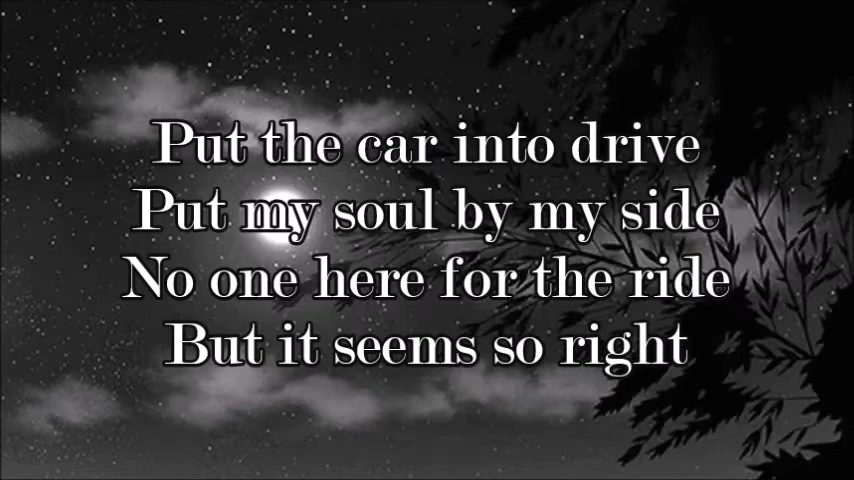 Put the car into drive
Put my soul by my side
No one here for the ride
But it seems so right